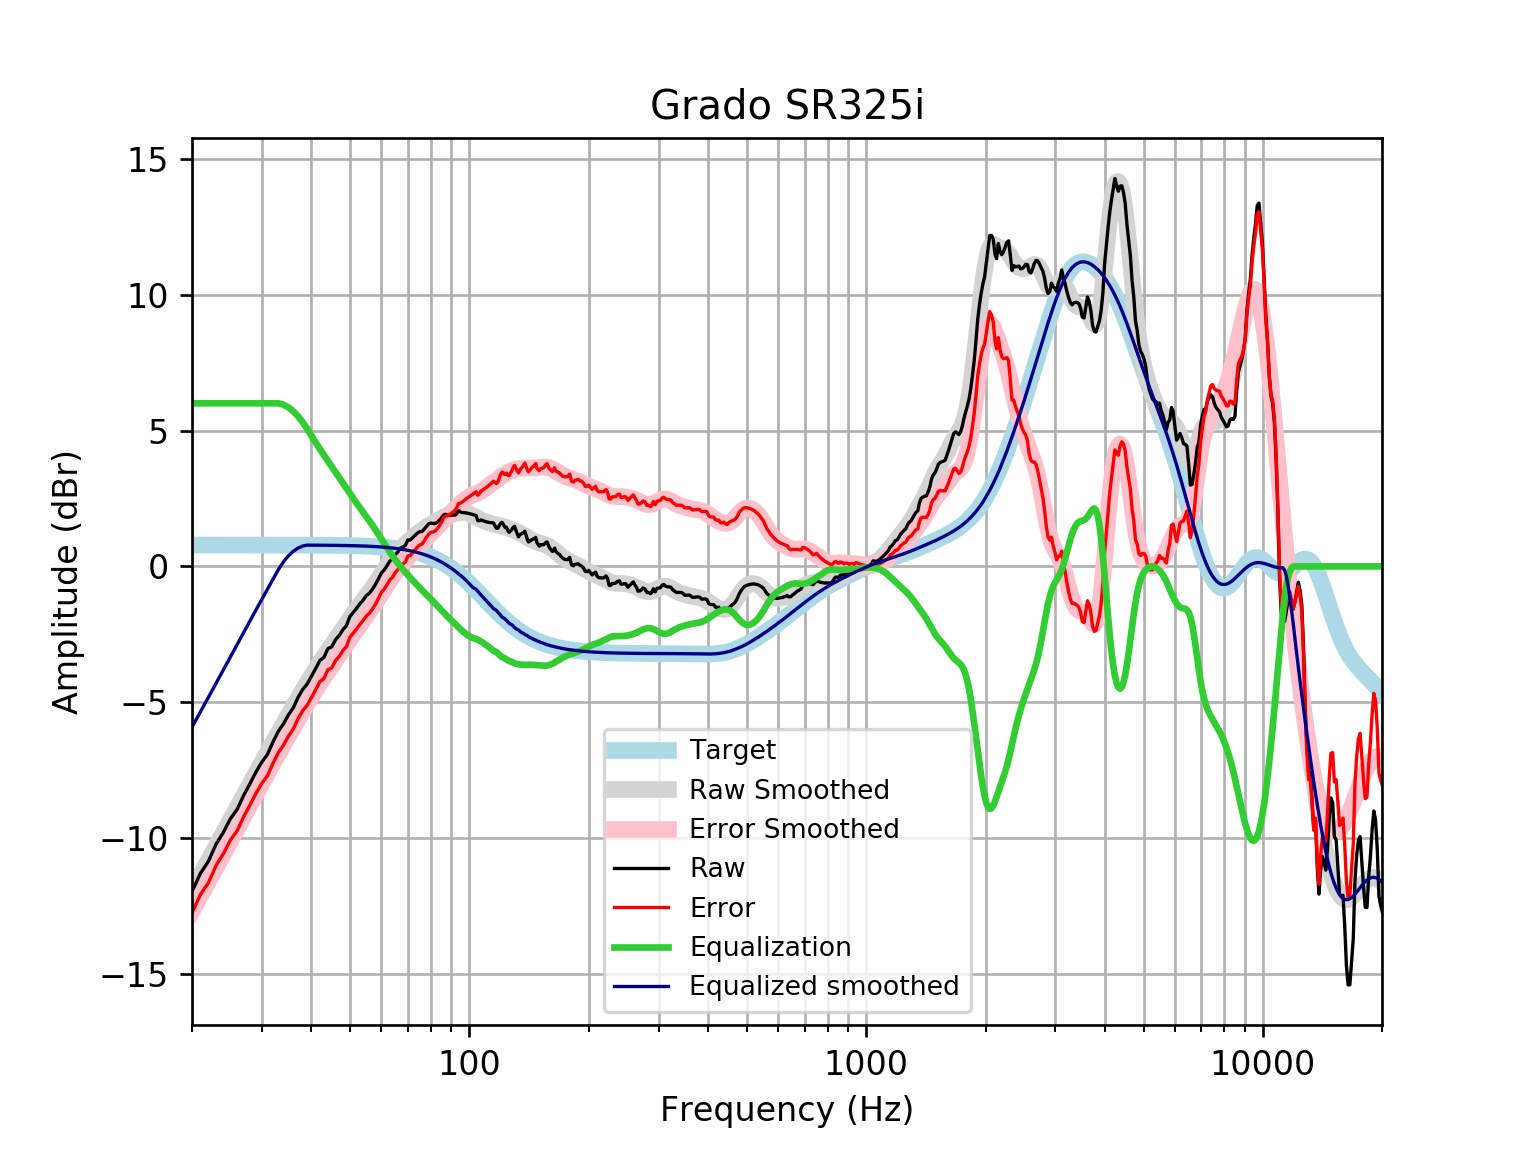 Grado SR325i
15
10
5
0
−5
−10
−15
Amplitude (dBr)
Target
Raw Smoothed
Error Smoothed
Raw
Error
Equalization
Equalized smoothed
100
1000
10000
Frequency (Hz)